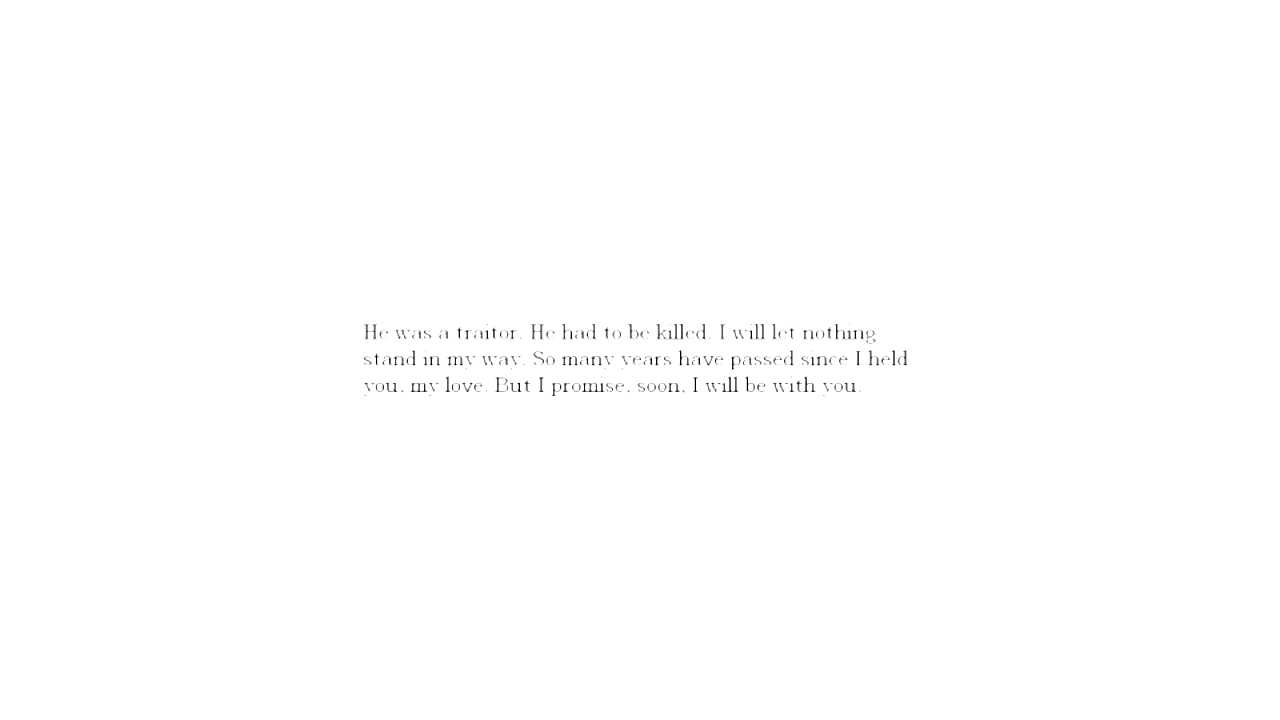 He was a traitor. He had to be killed. I will let nothing
stand in my way. So many years have passed since I held
you, my love. But I promise, soon, I will be with you.